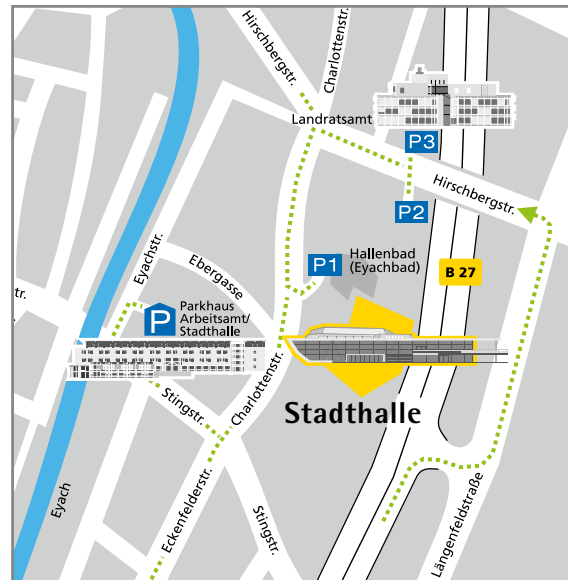 Hirschbergstr.
Charlottenstr.
Landratsamt
P3
Hirschbergstr.
P2
P1
Hallenbad
(Eyachbad)
B 27
Eyachstr.
Ebergasse
tr.
P
Parkhaus
Arbeitsamt/
Stadthalle
Charlottenstr.
Stadthalle
Stingstr.
Eckenfelderstr.
Stingstr.
Eyach
Längenfeldstraße